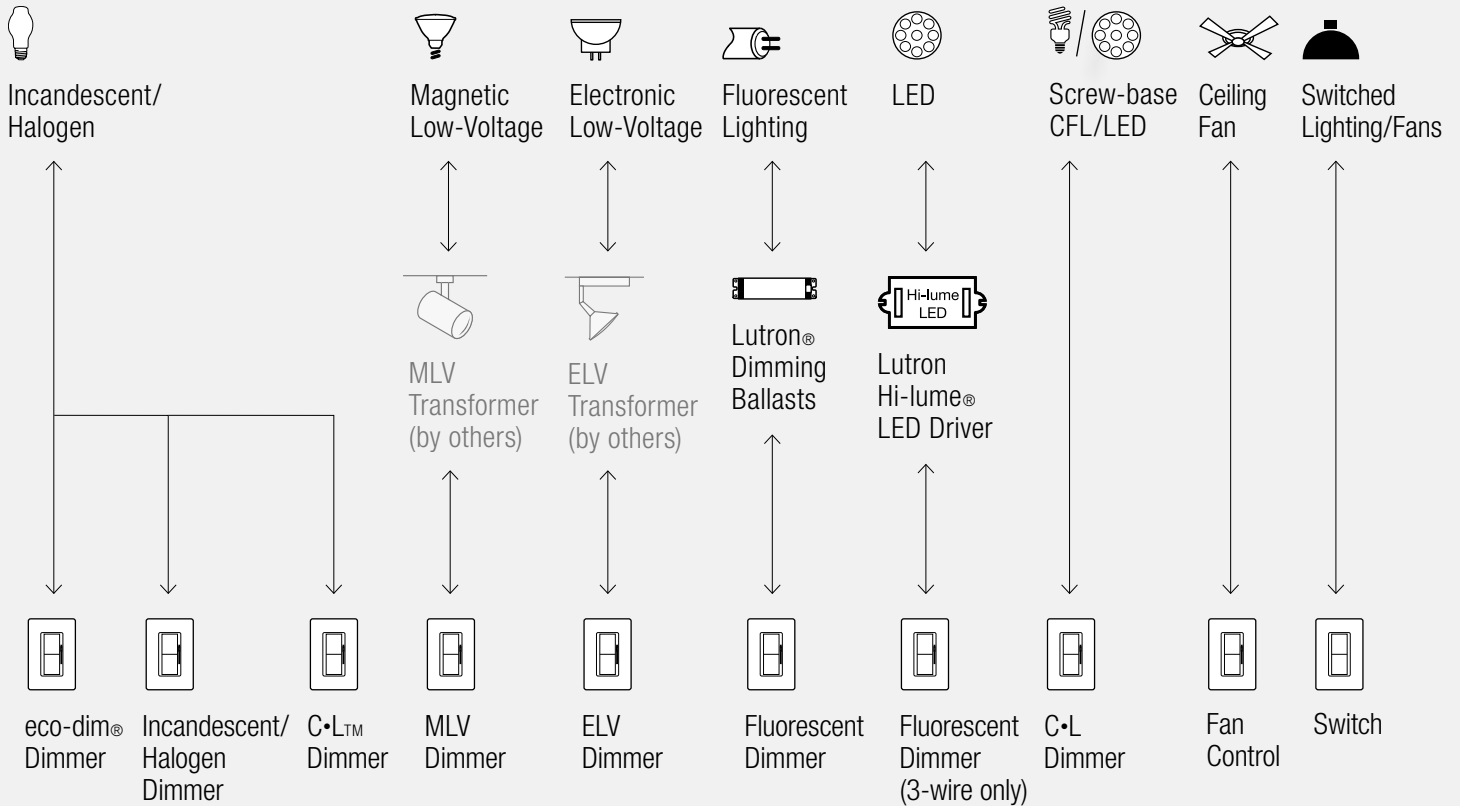 Incandescent/
Halogen
Magnetic
Low-Voltage
Electronic
Low-Voltage
Fluorescent
Lighting
LED
Screw-base
CFL/LED
Ceiling
Fan
Switched
Lighting/Fans
MLV
Transformer
(by others)
ELV
Transformer
(by others)
Lutron®
Dimming
Ballasts
Hi-lume
LED
Lutron
Hi-lume®
LED Driver
eco-dim®
Dimmer
Incandescent/
Halogen
Dimmer
C•L™
Dimmer
MLV
Dimmer
ELV
Dimmer
Fluorescent
Dimmer
Fluorescent
Dimmer
(3-wire only)
C•L
Dimmer
Fan
Control
Switch